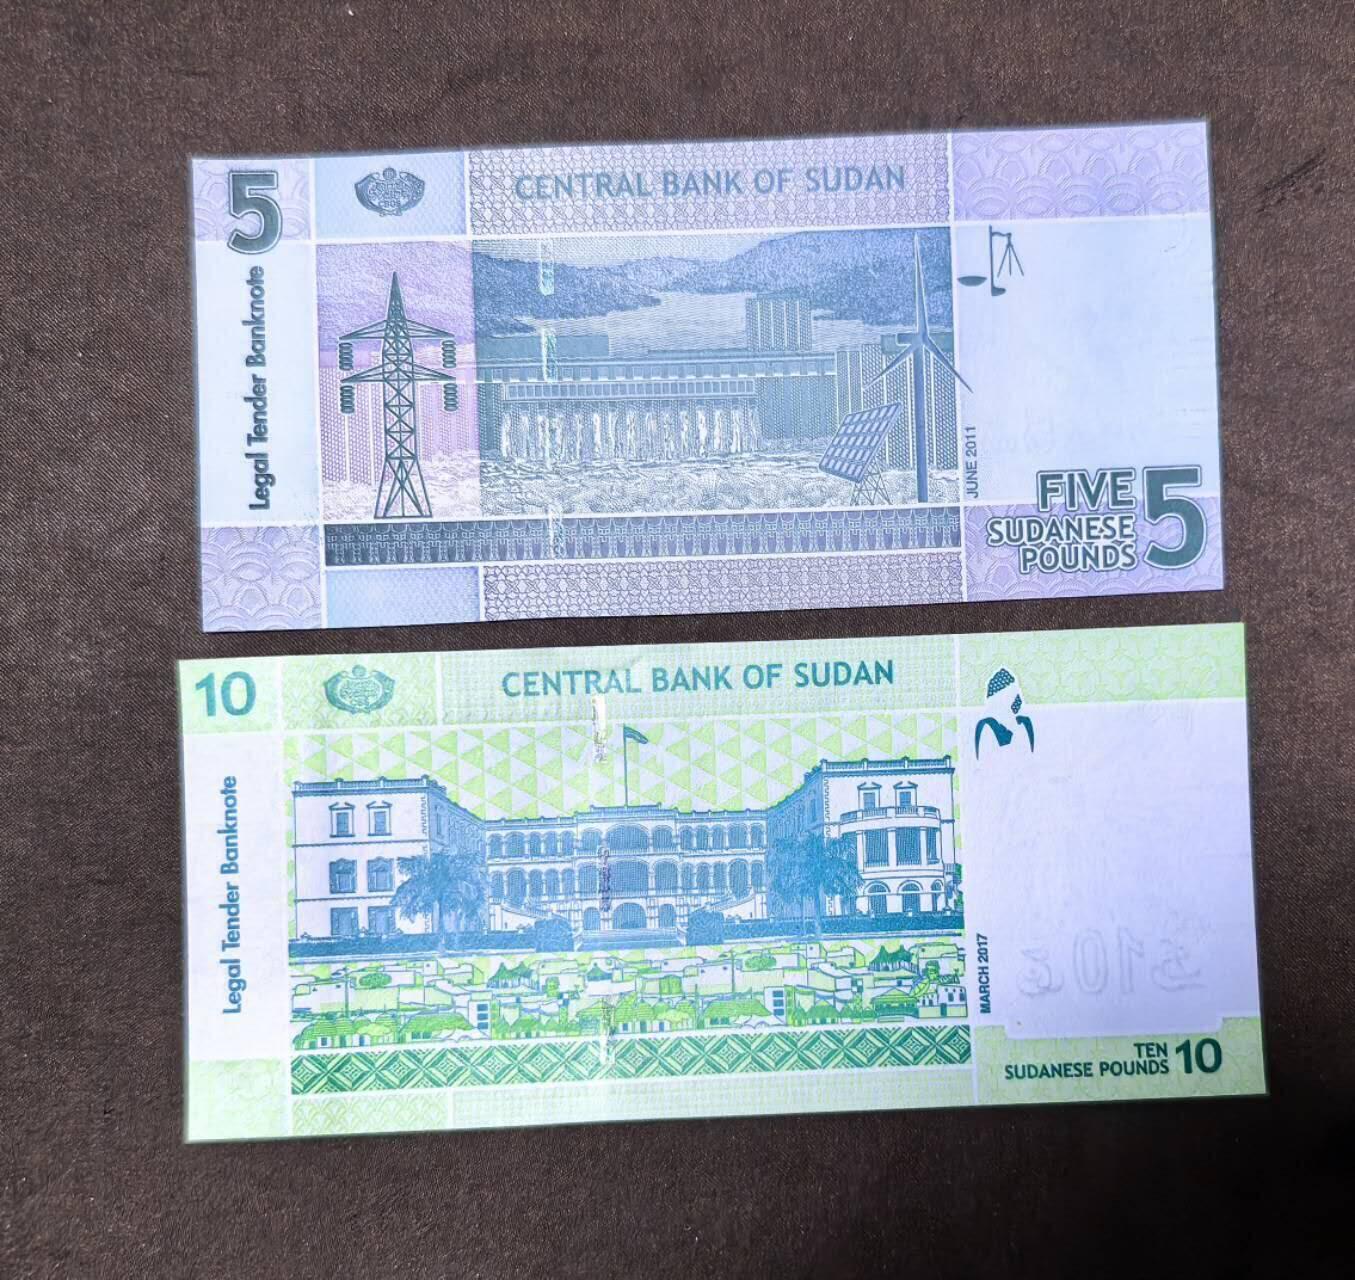 5
CENTRAL BANK OF SUDAN
Legal Tender Banknote
JUNE 2011
FIVE
SUDANESE
POUNDS
5
10
CENTRAL BANK OF SUDAN
Legal Tender Banknote
MARCH 2017
TEN
SUDANESE POUNDS
10